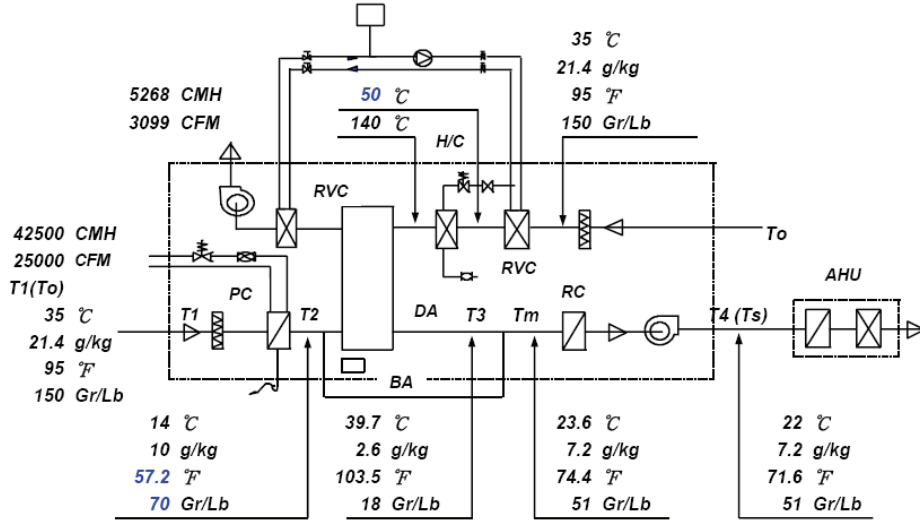 35 ℃
21.4 g/kg
95 ℉
150 Gr/Lb
5268 CMH
3099 CFM
50 ℃
140 ℃
H/C
RVC
42500 CMH
25000 CFM
T1(To)
35 ℃
21.4 g/kg
95 ℉
150 Gr/Lb
To
RVC
AHU
PC
RC
T1
T2
DA
T3
Tm
T4 (Ts)
BA
14 ℃
10 g/kg
57.2 ℉
70 Gr/Lb
39.7 ℃
2.6 g/kg
103.5 ℉
18 Gr/Lb
23.6 ℃
7.2 g/kg
74.4 ℉
51 Gr/Lb
22 ℃
7.2 g/kg
71.6 ℉
51 Gr/Lb